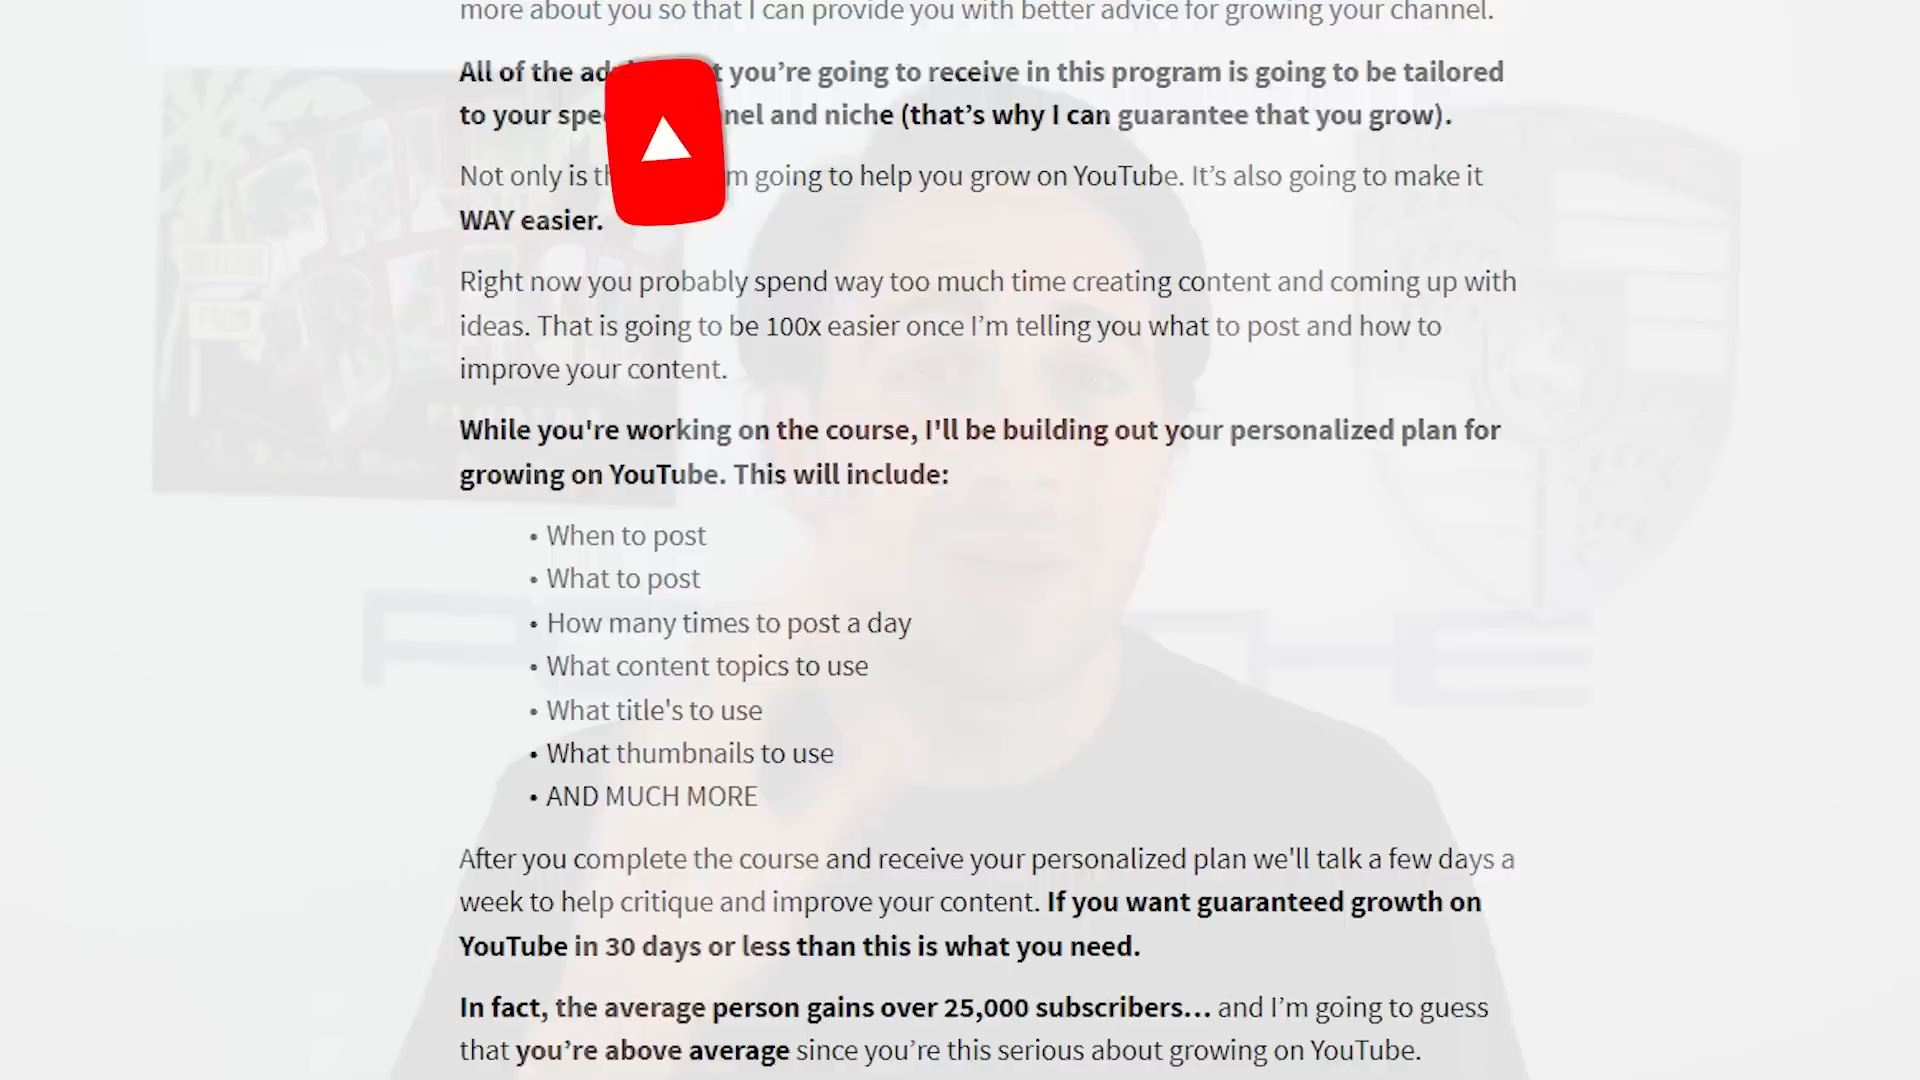 more about you so that I can provide you with better advice for growing your channel.
All of the you're going to receive in this program is going to be tailored
to your and niche (that's why I can guarantee that you grow).
Not only is going to help you grow on YouTube. It's also going to make it
WAY easier.
Right now you probably spend way too much time creating content and coming up with
ideas. That is going to be 100x easier once I'm telling you what to post and how to
improve your content.
While you're working on the course, I'll be building out your personalized plan for
growing on YouTube. This will include:
• When to post
• What to post
• How many times to post a day
• What content topics to use
• What title's to use
• What thumbnails to use
• AND MUCH MORE
After you complete the course and receive your personalized plan we'll talk a few days a
week to help critique and improve your content. If you want guaranteed growth on
YouTube in 30 days or less than this is what you need.
In fact, the average person gains over 25,000 subscribers... and I'm going to guess
that you're above average since you're this serious about growing on YouTube.